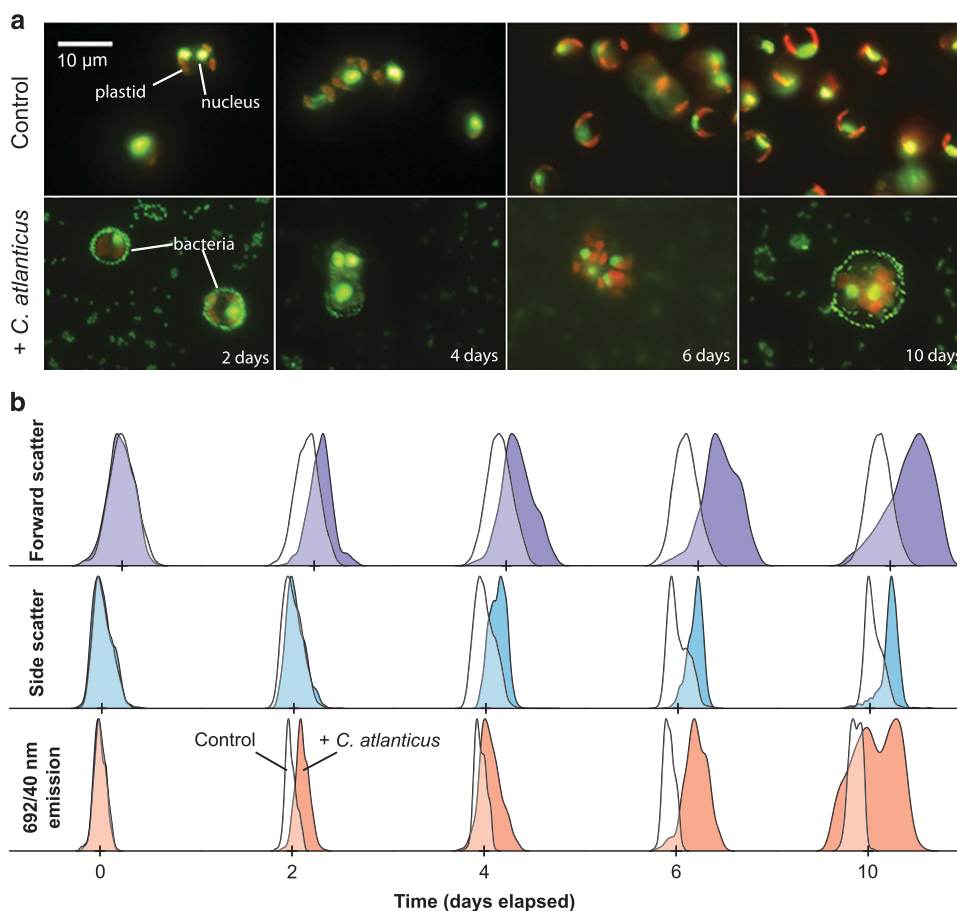 a
Control
10 µm
plastid
nucleus
+ C. atlanticus
bacteria
2 days
4 days
6 days
10 days
b
Forward scatter
Side scatter
692/40 nm
emission
Control
+ C. atlanticus
0
2
4
6
10
Time (days elapsed)